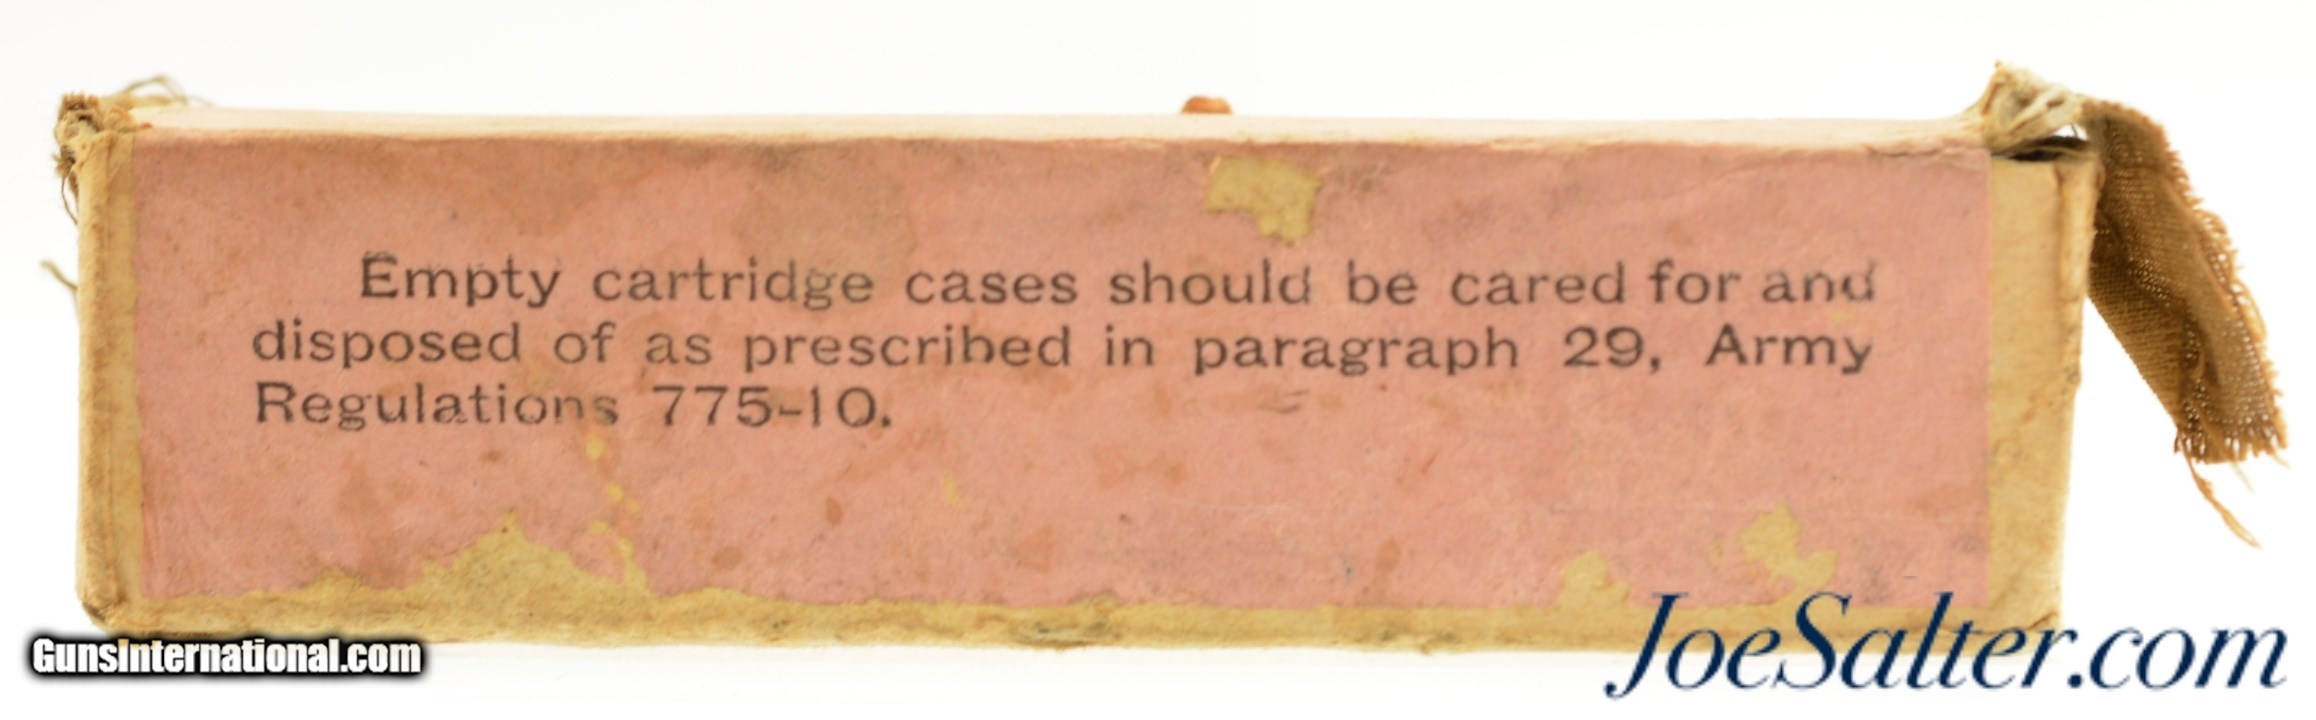 Empty cartridge cases should be cared for and
disposed of as prescribed in paragraph 29, Army
Regulations 775-10.
GunsInternational.com
JoeSalter.com